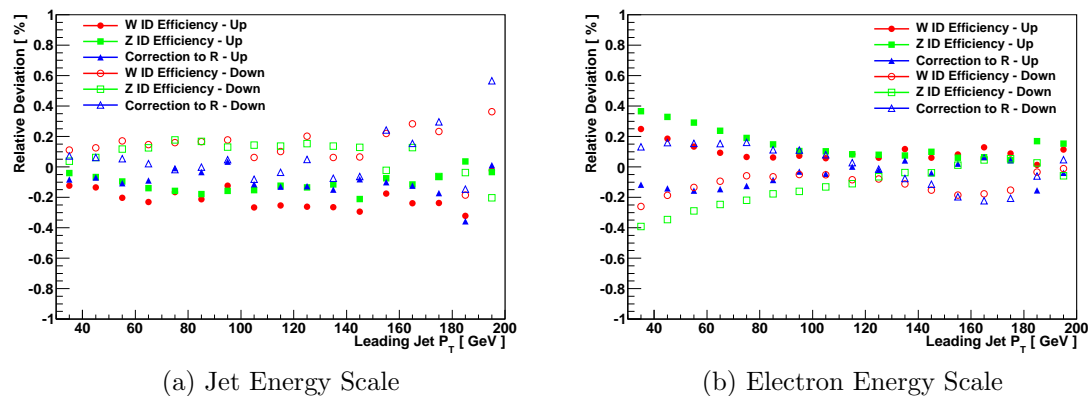 Relative Deviation [ % ]
1
0.8
0.6
0.4
0.2
0
-0.2
-0.4
-0.6
-0.8
-1
W ID Efficiency - Up
Z ID Efficiency - Up
Correction to R - Up
W ID Efficiency - Down
Z ID Efficiency - Down
Correction to R - Down
40 60 80 100 120 140 160 180 200
Leading Jet P_T [ GeV ]
(a) Jet Energy Scale
Relative Deviation [ % ]
1
0.8
0.6
0.4
0.2
0
-0.2
-0.4
-0.6
-0.8
-1
W ID Efficiency - Up
Z ID Efficiency - Up
Correction to R - Up
W ID Efficiency - Down
Z ID Efficiency - Down
Correction to R - Down
40 60 80 100 120 140 160 180 200
Leading Jet P_T [ GeV ]
(b) Electron Energy Scale